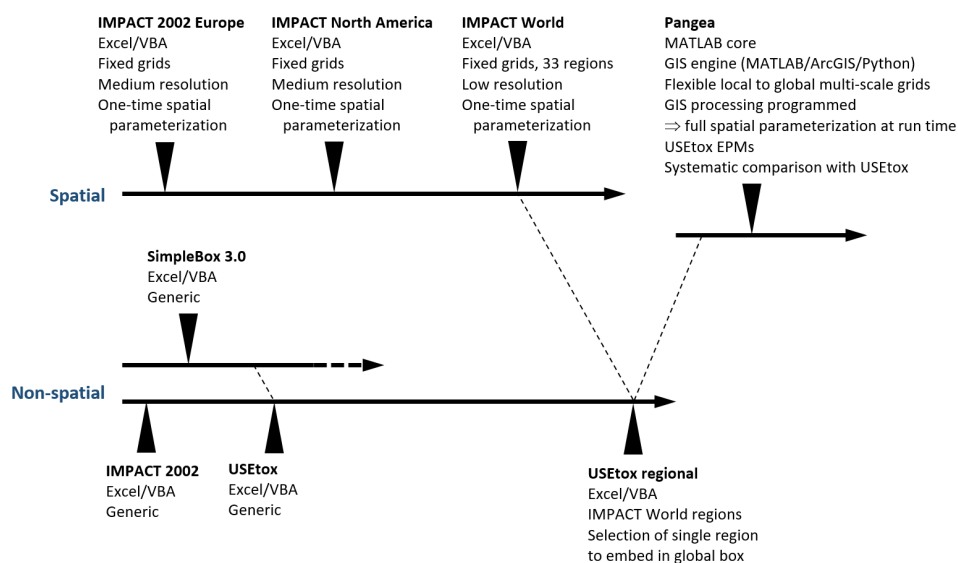 IMPACT 2002 Europe
Excel/VBA
Fixed grids
Medium resolution
One-time spatial
parameterization
IMPACT North America
Excel/VBA
Fixed grids
Medium resolution
One-time spatial
parameterization
IMPACT World
Excel/VBA
Fixed grids, 33 regions
Low resolution
One-time spatial
parameterization
Pangea
MATLAB core
GIS engine (MATLAB/ArcGIS/Python)
Flexible local to global multi-scale grids
GIS processing programmed
⇒ full spatial parameterization at run time
USEtox EPMs
Systematic comparison with USEtox
Spatial
SimpleBox 3.0
Excel/VBA
Generic
Non-spatial
IMPACT 2002
Excel/VBA
Generic
USEtox
Excel/VBA
Generic
USEtox regional
Excel/VBA
IMPACT World regions
Selection of single region
to embed in global box